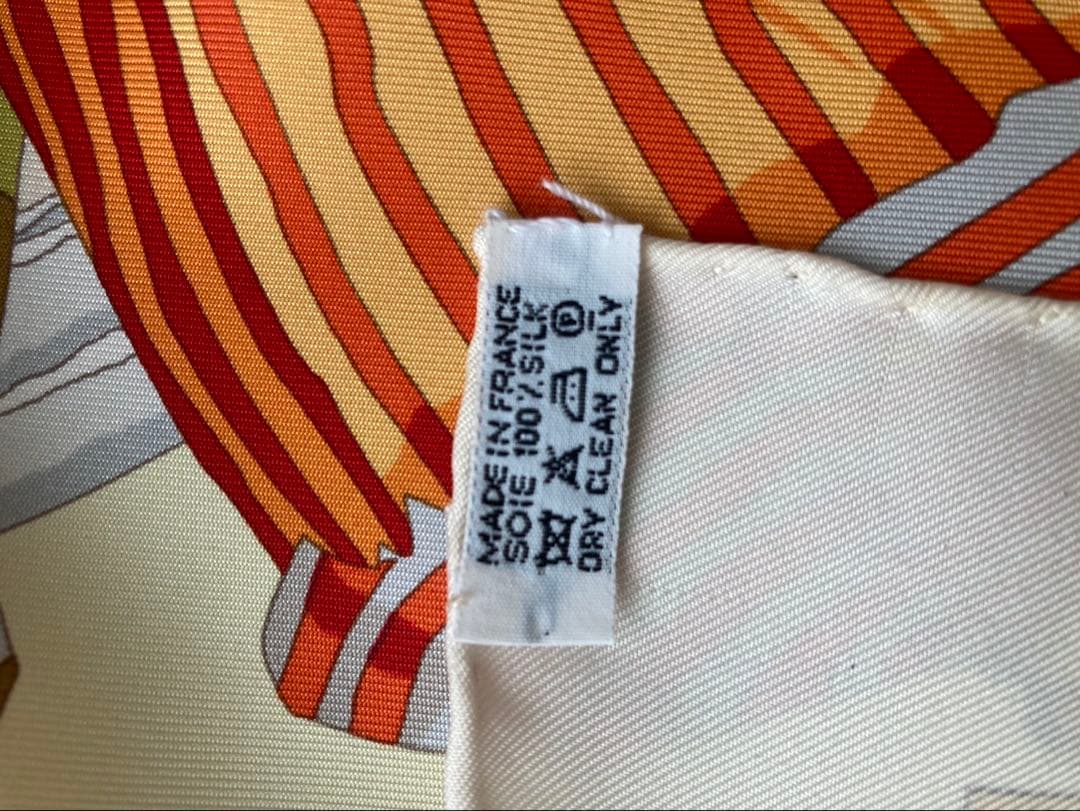 MADE IN FRANCE
SOIE 100% SILK
P
DRY CLEAN ONLY